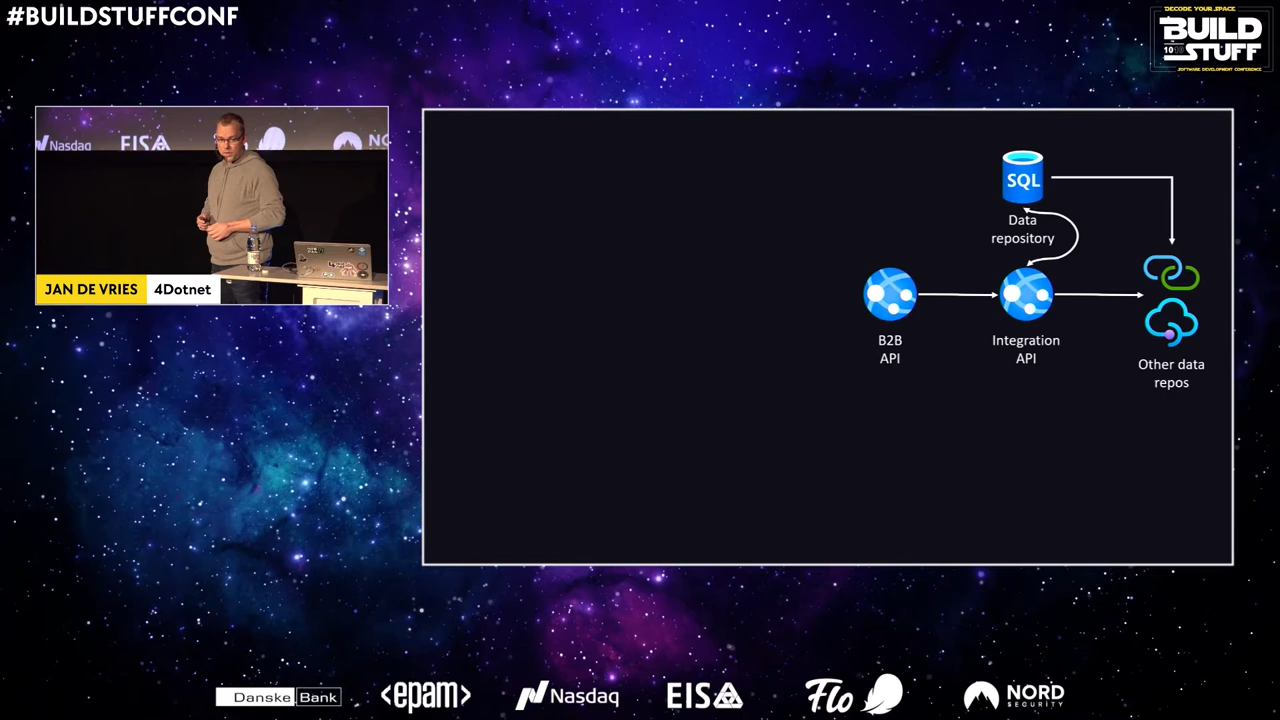 #BUILDSTUFFCONF
DECODE YOUR SPACE
BUILD
STUFF
SOFTWARE DEVELOPMENT CONFERENCE
Nasdaq
EIS
JAN DE VRIES
4Dotnet
SQL
Data
repository
B2B
API
Integration
API
Other data
repos
Danske Bank
<epam>
Nasdaq
EIS
Flo
NORD
SECURITY